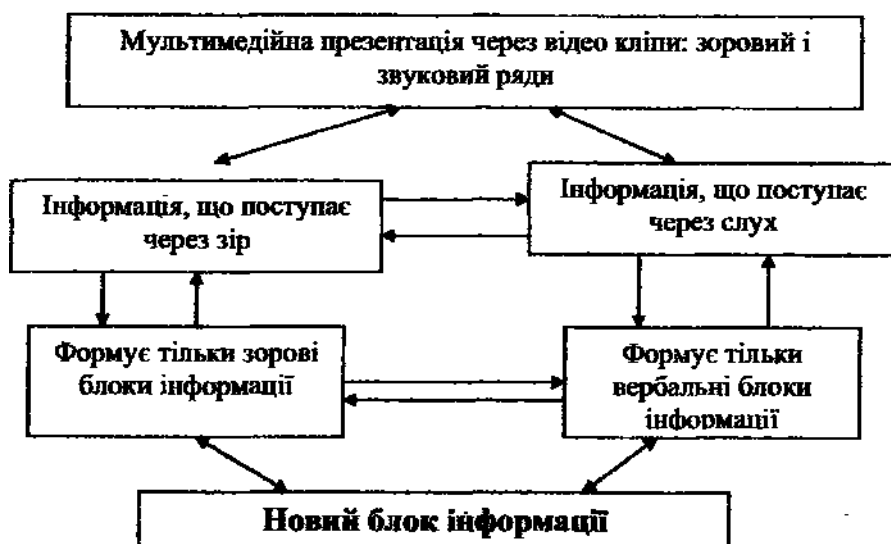 Мультимедійна презентація через відео кліпи: зоровий і
звуковий ряди
Інформація, що поступає
через зір
Інформація, що поступає
через слух
Формує тільки зорові
блоки інформації
Формує тільки
вербальні блоки
інформації
Новий блок інформації